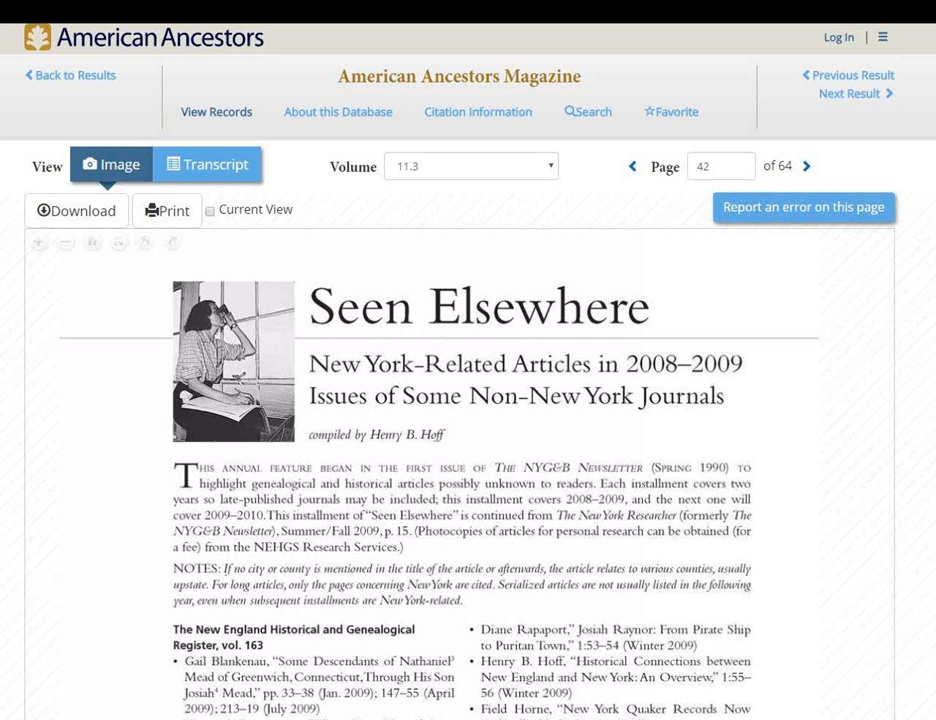 American Ancestors
Log In | ☰
Back to Results
American Ancestors Magazine
Previous Result
Next Result
View Records
About this Database
Citation Information
Search
Favorite
View
Image
Transcript
Volume
11.3
Page
42
of 64
Download
Print
Current View
Report an error on this page
Seen Elsewhere
New York-Related Articles in 2008–2009
Issues of Some Non-New York Journals
compiled by Henry B. Hoff
THIS ANNUAL FEATURE BEGAN IN THE FIRST ISSUE OF THE NYG&B NEWSLETTER (SPRING 1990) TO
highlight genealogical and historical articles possibly unknown to readers. Each installment covers two
years so late-published journals may be included; this installment covers 2008–2009, and the next one will
cover 2009–2010. This installment of “Seen Elsewhere” is continued from The New York Researcher (formerly The
NYG&B Newsletter), Summer/Fall 2009, p. 15. (Photocopies of articles for personal research can be obtained (for
a fee) from the NEHGS Research Services.)
NOTES: If no city or county is mentioned in the title of the article or afterwards, the article relates to various counties, usually
upstate. For long articles, only the pages concerning New York are cited. Serialized articles are not usually listed in the following
year, even when subsequent installments are New York-related.
The New England Historical and Genealogical
Register, vol. 163
• Gail Blankenau, “Some Descendants of Nathaniel³
Mead of Greenwich, Connecticut, Through His Son
Josiah⁴ Mead,” pp. 33–38 (Jan. 2009); 147–55 (April
2009); 213–19 (July 2009)
• Diane Rapaport,” Josiah Raynor: From Pirate Ship
to Puritan Town,” 1:53–54 (Winter 2009)
• Henry B. Hoff, “Historical Connections between
New England and New York: An Overview,” 1:55–
56 (Winter 2009)
• Field Horne, “New York Quaker Records Now